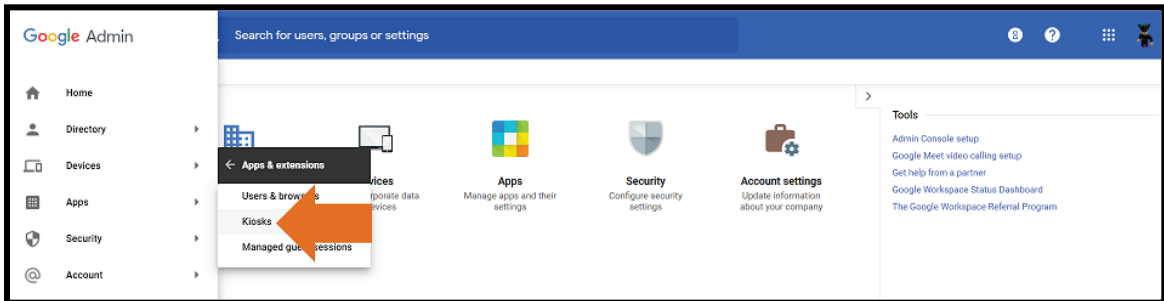 Google Admin
Search for users, groups or settings
Home
Directory
Devices
Apps
Security
Account
Apps & extensions
Users &
Kiosks
Managed sessions
data
Apps
Manage apps and their
settings
Security
Configure security
settings
Account settings
Update information
about your company
Tools
Admin Console setup
Google Meet video calling setup
Get help from a partner
Google Workspace Status Dashboard
The Google Workspace Referral Program